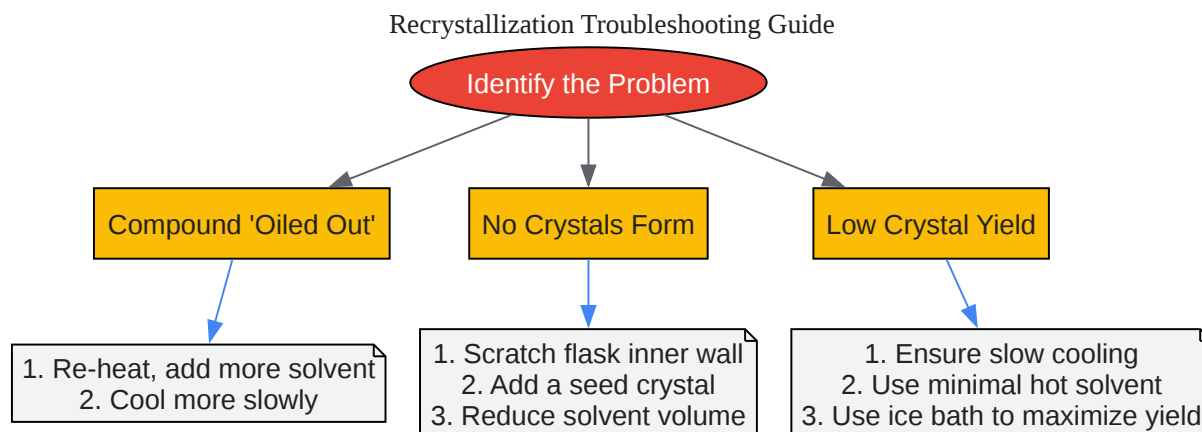 Recrystallization Troubleshooting Guide
Identify the Problem
Compound 'Oiled Out'
No Crystals Form
Low Crystal Yield
1. Re-heat, add more solvent
2. Cool more slowly
1. Scratch flask inner wall
2. Add a seed crystal
3. Reduce solvent volume
1. Ensure slow cooling
2. Use minimal hot solvent
3. Use ice bath to maximize yield